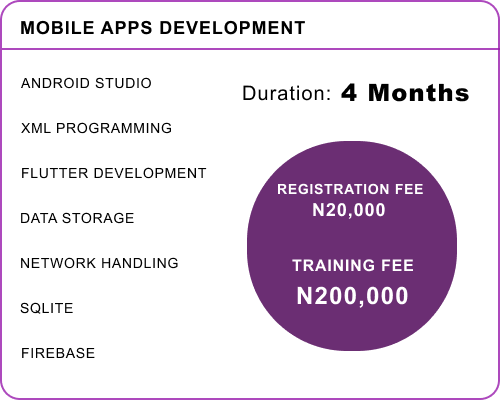 MOBILE APPS DEVELOPMENT
ANDROID STUDIO
XML PROGRAMMING
FLUTTER DEVELOPMENT
DATA STORAGE
NETWORK HANDLING
SQLITE
FIREBASE
Duration: 4 Months
REGISTRATION FEE
N20,000
TRAINING FEE
N200,000